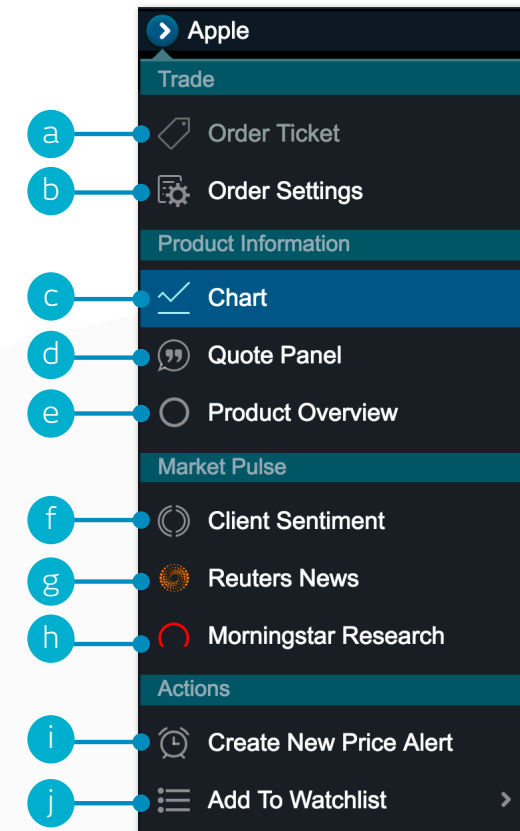 Apple
Trade
a Order Ticket
b Order Settings
Product Information
c Chart
d Quote Panel
e Product Overview
Market Pulse
f Client Sentiment
g Reuters News
h Morningstar Research
Actions
i Create New Price Alert
j Add To Watchlist